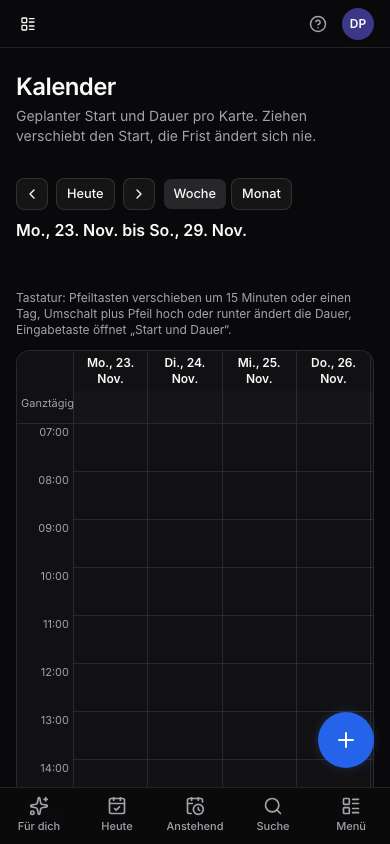 DP
Kalender
Geplanter Start und Dauer pro Karte. Ziehen
verschiebt den Start, die Frist ändert sich nie.
Heute
Woche
Monat
Mo., 23. Nov. bis So., 29. Nov.
Tastatur: Pfeiltasten verschieben um 15 Minuten oder einen
Tag, Umschalt plus Pfeil hoch oder runter ändert die Dauer,
Eingabetaste öffnet „Start und Dauer“.
Mo., 23. Nov.
Di., 24. Nov.
Mi., 25. Nov.
Do., 26. Nov.
Ganztägig
07:00
08:00
09:00
10:00
11:00
12:00
13:00
14:00
Für dich
Heute
Anstehend
Suche
Menü